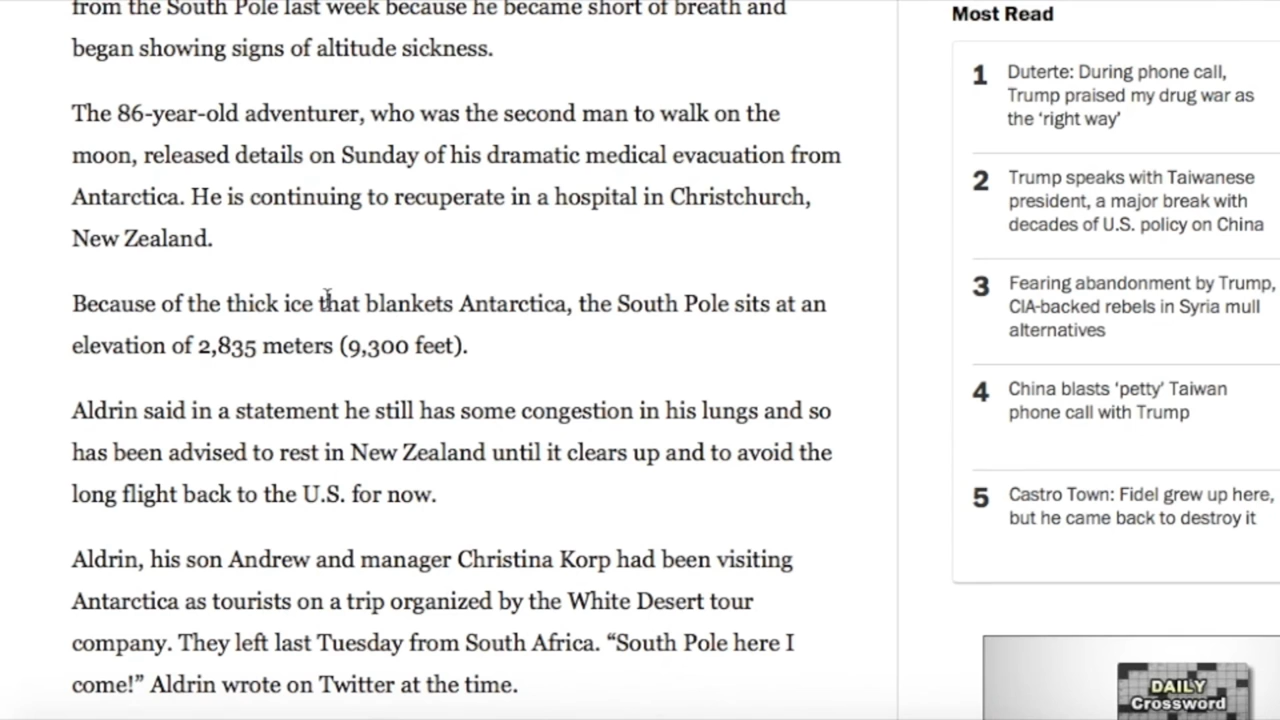 from the South Pole last week because he became short of breath and
began showing signs of altitude sickness.
The 86-year-old adventurer, who was the second man to walk on the
moon, released details on Sunday of his dramatic medical evacuation from
Antarctica. He is continuing to recuperate in a hospital in Christchurch,
New Zealand.
Because of the thick ice that blankets Antarctica, the South Pole sits at an
elevation of 2,835 meters (9,300 feet).
Aldrin said in a statement he still has some congestion in his lungs and so
has been advised to rest in New Zealand until it clears up and to avoid the
long flight back to the U.S. for now.
Aldrin, his son Andrew and manager Christina Korp had been visiting
Antarctica as tourists on a trip organized by the White Desert tour
company. They left last Tuesday from South Africa. “South Pole here I
come!” Aldrin wrote on Twitter at the time.
Most Read
1 Duterte: During phone call,
Trump praised my drug war as
the ‘right way’
2 Trump speaks with Taiwanese
president, a major break with
decades of U.S. policy on China
3 Fearing abandonment by Trump,
CIA-backed rebels in Syria mull
alternatives
4 China blasts ‘petty’ Taiwan
phone call with Trump
5 Castro Town: Fidel grew up here,
but he came back to destroy it
DAILY
Crossword